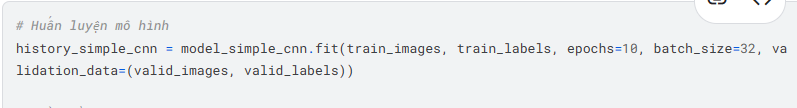 # Huấn luyện mô hình
history_simple_cnn = model_simple_cnn.fit(train_images, train_labels, epochs=10, batch_size=32, va
lidation_data=(valid_images, valid_labels))